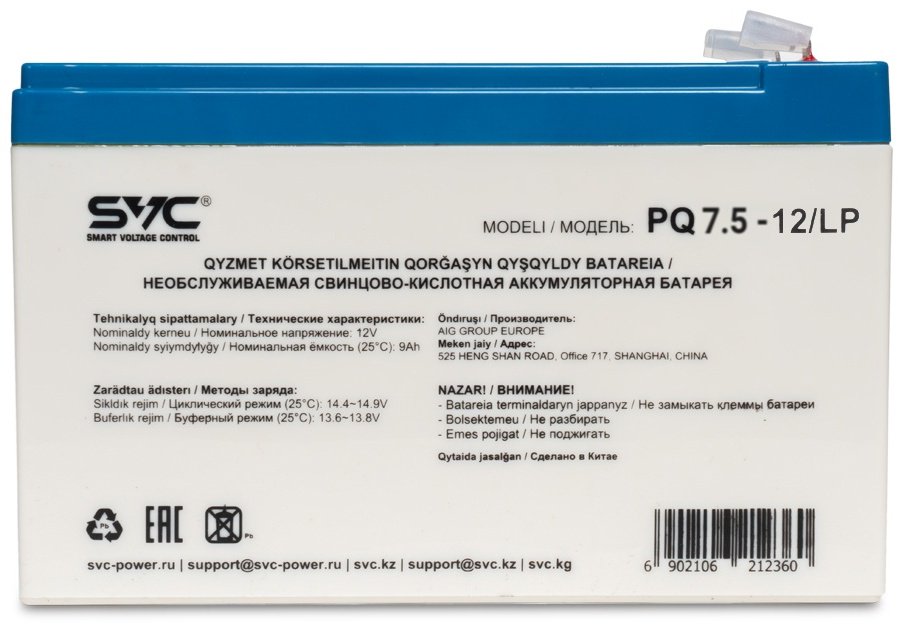 SVC®
SMART VOLTAGE CONTROL
MODELI / МОДЕЛЬ: PQ 7.5 - 12/LP
QYZMET KÖRSETILMEITIN QORĞAŞYN QYŞQYLDY BATAREIA /
НЕОБСЛУЖИВАЕМАЯ СВИНЦОВО-КИСЛОТНАЯ АККУМУЛЯТОРНАЯ БАТАРЕЯ
Tehnikalyq sipattamalary / Технические характеристики:
Nominaldy kerneu / Номинальное напряжение: 12V
Nominaldy syiymdyfyğy / Номинальная ёмкость (25°C): 9Ah
Zarädtau ädısterı / Методы заряда:
Sikldık rejim / Циклический режим (25°C): 14.4~14.9V
Buferlık rejim / Буферный режим (25°C): 13.6~13.8V
Öndıruşı / Производитель:
AIG GROUP EUROPE
Meken jaiy / Адрес:
525 HENG SHAN ROAD, Office 717, SHANGHAI, CHINA
NAZAR! / ВНИМАНИЕ!
- Batareia terminaldaryn jappanyz / Не замыкать клеммы батареи
- Bolsektemeu / Не разбирать
- Emes pojigat / Не поджигать
Qytaida jasalğan / Сделано в Китае
Pb
EAC
Pb
svc-power.ru | support@svc-power.ru | svc.kz | support@svc.kz | svc.kg
6 902106 212360